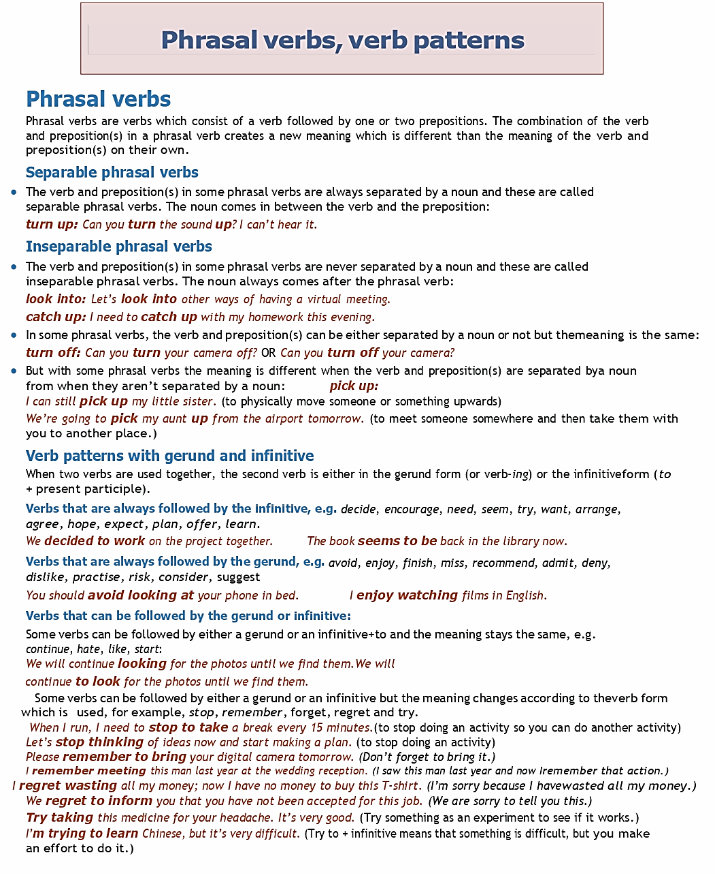 Phrasal verbs, verb patterns
Phrasal verbs
Phrasal verbs are verbs which consist of a verb followed by one or two prepositions. The combination of the verb
and preposition(s) in a phrasal verb creates a new meaning which is different than the meaning of the verb and
preposition(s) on their own.
Separable phrasal verbs
• The verb and preposition(s) in some phrasal verbs are always separated by a noun and these are called
separable phrasal verbs. The noun comes in between the verb and the preposition:
turn up: Can you turn the sound up? I can't hear it.
Inseparable phrasal verbs
• The verb and preposition(s) in some phrasal verbs are never separated by a noun and these are called
inseparable phrasal verbs. The noun always comes after the phrasal verb:
look into: Let's look into other ways of having a virtual meeting.
catch up: I need to catch up with my homework this evening.
• In some phrasal verbs, the verb and preposition(s) can be either separated by a noun or not but themeaning is the same:
turn off: Can you turn your camera off? OR Can you turn off your camera?
• But with some phrasal verbs the meaning is different when the verb and preposition(s) are separated bya noun
from when they aren't separated by a noun: pick up:
I can still pick up my little sister. (to physically move someone or something upwards)
We're going to pick my aunt up from the airport tomorrow. (to meet someone somewhere and then take them with
you to another place.)
Verb patterns with gerund and infinitive
When two verbs are used together, the second verb is either in the gerund form (or verb-ing) or the infinitiveform (to
+ present participle).
Verbs that are always followed by the infinitive, e.g. decide, encourage, need, seem, try, want, arrange,
agree, hope, expect, plan, offer, learn.
We decided to work on the project together. The book seems to be back in the library now.
Verbs that are always followed by the gerund, e.g. avoid, enjoy, finish, miss, recommend, admit, deny,
dislike, practise, risk, consider, suggest
You should avoid looking at your phone in bed. I enjoy watching films in English.
Verbs that can be followed by the gerund or infinitive:
Some verbs can be followed by either a gerund or an infinitive+to and the meaning stays the same, e.g.
continue, hate, like, start:
We will continue looking for the photos until we find them.We will
continue to look for the photos until we find them.
Some verbs can be followed by either a gerund or an infinitive but the meaning changes according to theverb form
which is used, for example, stop, remember, forget, regret and try.
When I run, I need to stop to take a break every 15 minutes.(to stop doing an activity so you can do another activity)
Let's stop thinking of ideas now and start making a plan. (to stop doing an activity)
Please remember to bring your digital camera tomorrow. (Don't forget to bring it.)
I remember meeting this man last year at the wedding reception. (I saw this man last year and now Iremember that action.)
I regret wasting all my money; now I have no money to buy this T-shirt. (I'm sorry because I havewasted all my money.)
We regret to inform you that you have not been accepted for this job. (We are sorry to tell you this.)
Try taking this medicine for your headache. It's very good. (Try something as an experiment to see if it works.)
I'm trying to learn Chinese, but it's very difficult. (Try to + infinitive means that something is difficult, but you make
an effort to do it.)